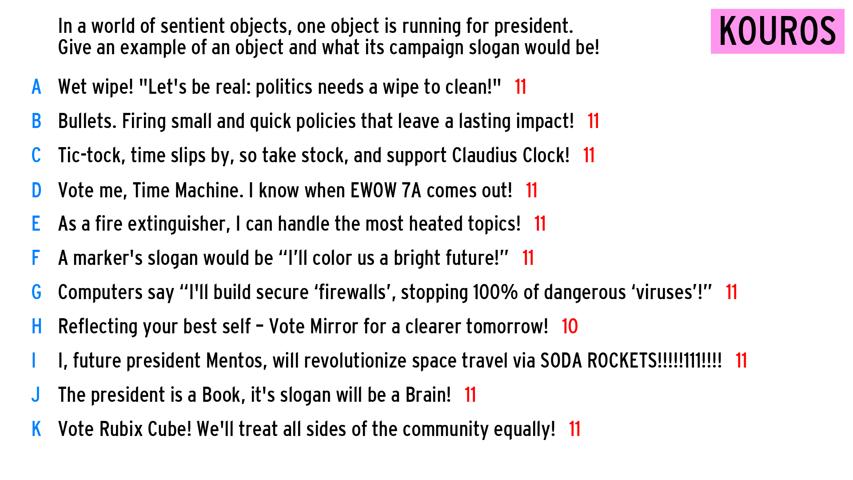 In a world of sentient objects, one object is running for president.
Give an example of an object and what its campaign slogan would be!
KOUROS
A Wet wipe! "Let's be real: politics needs a wipe to clean!" 11
B Bullets. Firing small and quick policies that leave a lasting impact! 11
C Tic-tock, time slips by, so take stock, and support Claudius Clock! 11
D Vote me, Time Machine. I know when EWOW 7A comes out! 11
E As a fire extinguisher, I can handle the most heated topics! 11
F A marker's slogan would be “I’ll color us a bright future!” 11
G Computers say “I'll build secure ‘firewalls’, stopping 100% of dangerous ‘viruses’!” 11
H Reflecting your best self – Vote Mirror for a clearer tomorrow! 10
I I, future president Mentos, will revolutionize space travel via SODA ROCKETS!!!!!111!!!! 11
J The president is a Book, it's slogan will be a Brain! 11
K Vote Rubix Cube! We'll treat all sides of the community equally! 11